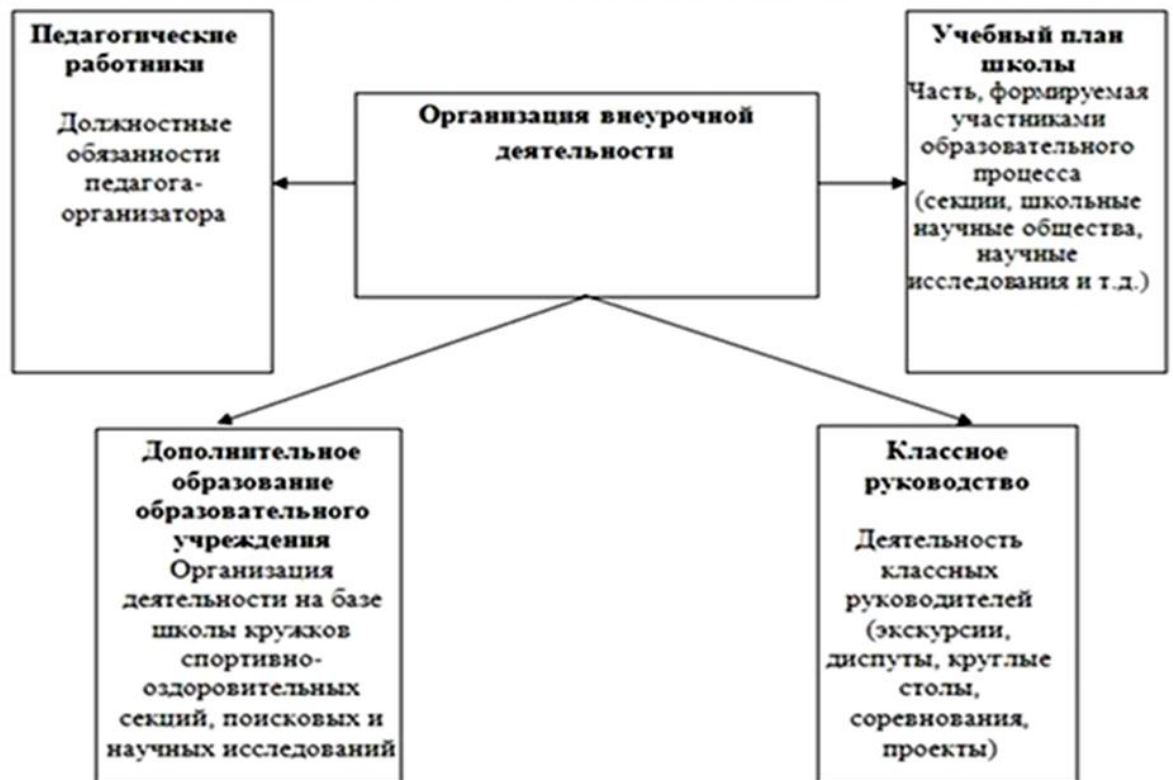 Педагогические
работники
Должностные
обязанности
педагога-
организатора
Организация внеурочной
деятельности
Учебный план
школы
Часть, формируемая
участниками
образовательного
процесса
(секции, школьные
научные общества,
научные
исследования и т.д.)
Дополнительное
образование
образовательного
учреждения
Организация
деятельности на базе
школы кружков
спортивно-
оздоровительных
секций, поисковых и
научных исследований
Классное
руководство
Деятельность
классных
руководителей
(экскурсии,
диспуты, круглые
столы,
соревнования,
проекты)